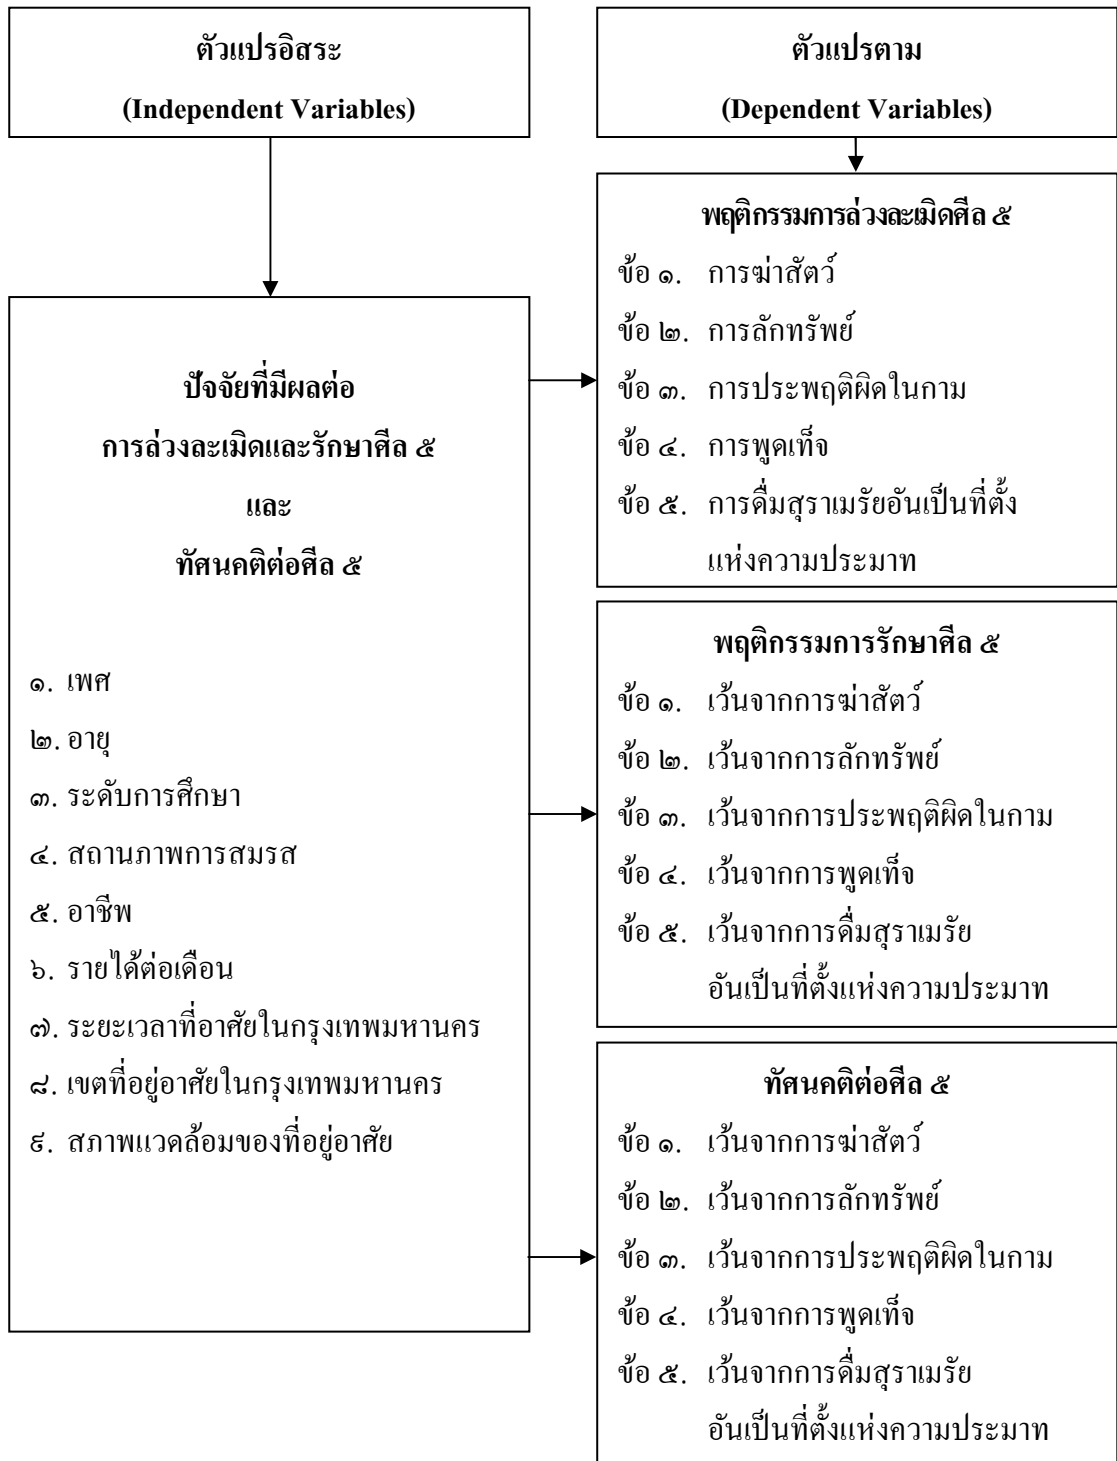 ตัวแปรอิสระ
(Independent Variables)
ตัวแปรตาม
(Dependent Variables)
ปัจจัยที่มีผลต่อ
การล่วงละเมิดและรักษาศีล ๕
และ
ทัศนคติต่อศีล ๕
๑. เพศ
๒. อายุ
๓. ระดับการศึกษา
๔. สถานภาพการสมรส
๕. อาชีพ
๖. รายได้ต่อเดือน
๗. ระยะเวลาที่อาศัยในกรุงเทพมหานคร
๘. เขตที่อยู่อาศัยในกรุงเทพมหานคร
๙. สภาพแวดล้อมของที่อยู่อาศัย
พฤติกรรมการล่วงละเมิดศีล ๕
ข้อ ๑. การฆ่าสัตว์
ข้อ ๒. การลักทรัพย์
ข้อ ๓. การประพฤติผิดในกาม
ข้อ ๔. การพูดเท็จ
ข้อ ๕. การดื่มสุราเมรัยอันเป็นที่ตั้ง
แห่งความประมาท
พฤติกรรมการรักษาศีล ๕
ข้อ ๑. เว้นจากการฆ่าสัตว์
ข้อ ๒. เว้นจากการลักทรัพย์
ข้อ ๓. เว้นจากการประพฤติผิดในกาม
ข้อ ๔. เว้นจากการพูดเท็จ
ข้อ ๕. เว้นจากการดื่มสุราเมรัย
อันเป็นที่ตั้งแห่งความประมาท
ทัศนคติต่อศีล ๕
ข้อ ๑. เว้นจากการฆ่าสัตว์
ข้อ ๒. เว้นจากการลักทรัพย์
ข้อ ๓. เว้นจากการประพฤติผิดในกาม
ข้อ ๔. เว้นจากการพูดเท็จ
ข้อ ๕. เว้นจากการดื่มสุราเมรัย
อันเป็นที่ตั้งแห่งความประมาท